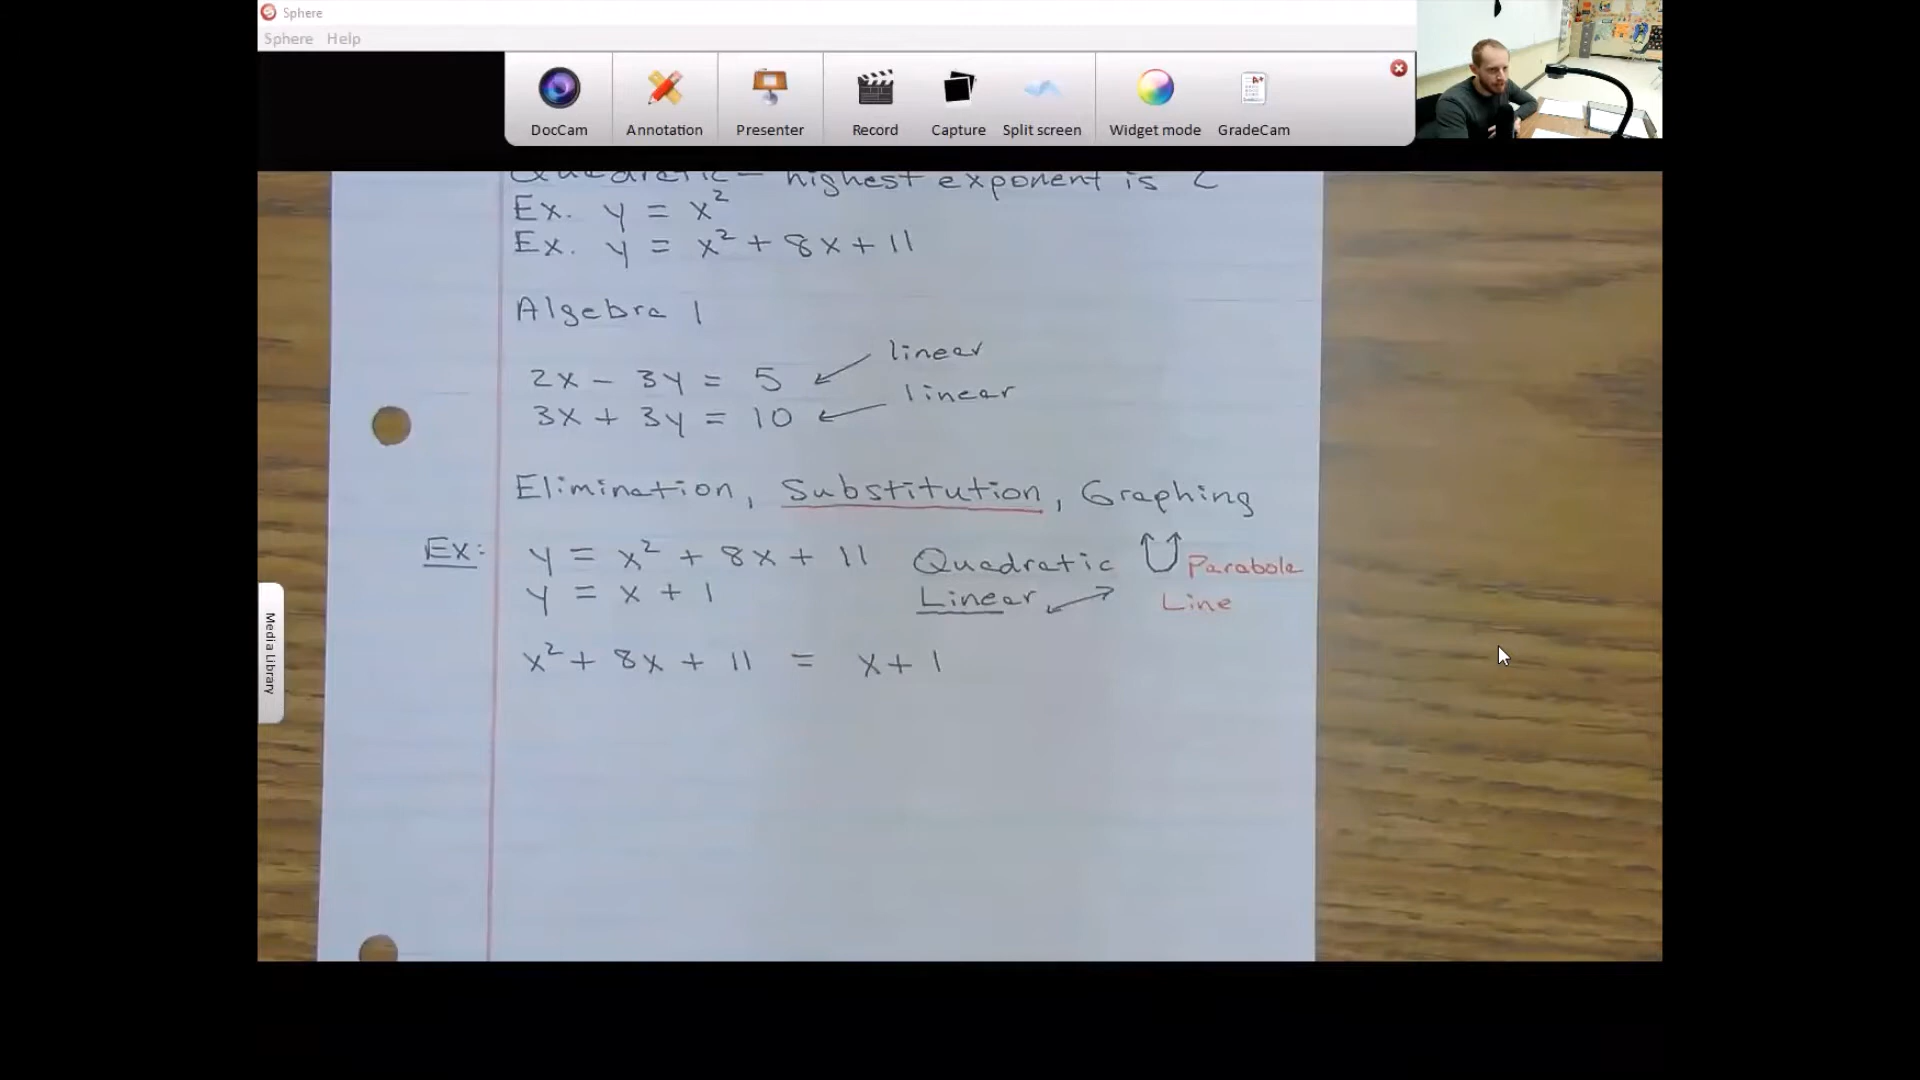 Sphere
Sphere Help
DocCam Annotation Presenter Record Capture Split screen Widget mode GradeCam
Quadratic - highest exponent is 2
Ex. y = x²
Ex. y = x² + 8x + 11
Algebra 1
2x - 3y = 5 linear
3x + 3y = 10 linear
Elimination, Substitution, Graphing
Ex: y = x² + 8x + 11 Quadratic Parabola
y = x + 1 Linear Line
x² + 8x + 11 = x + 1
Media Library